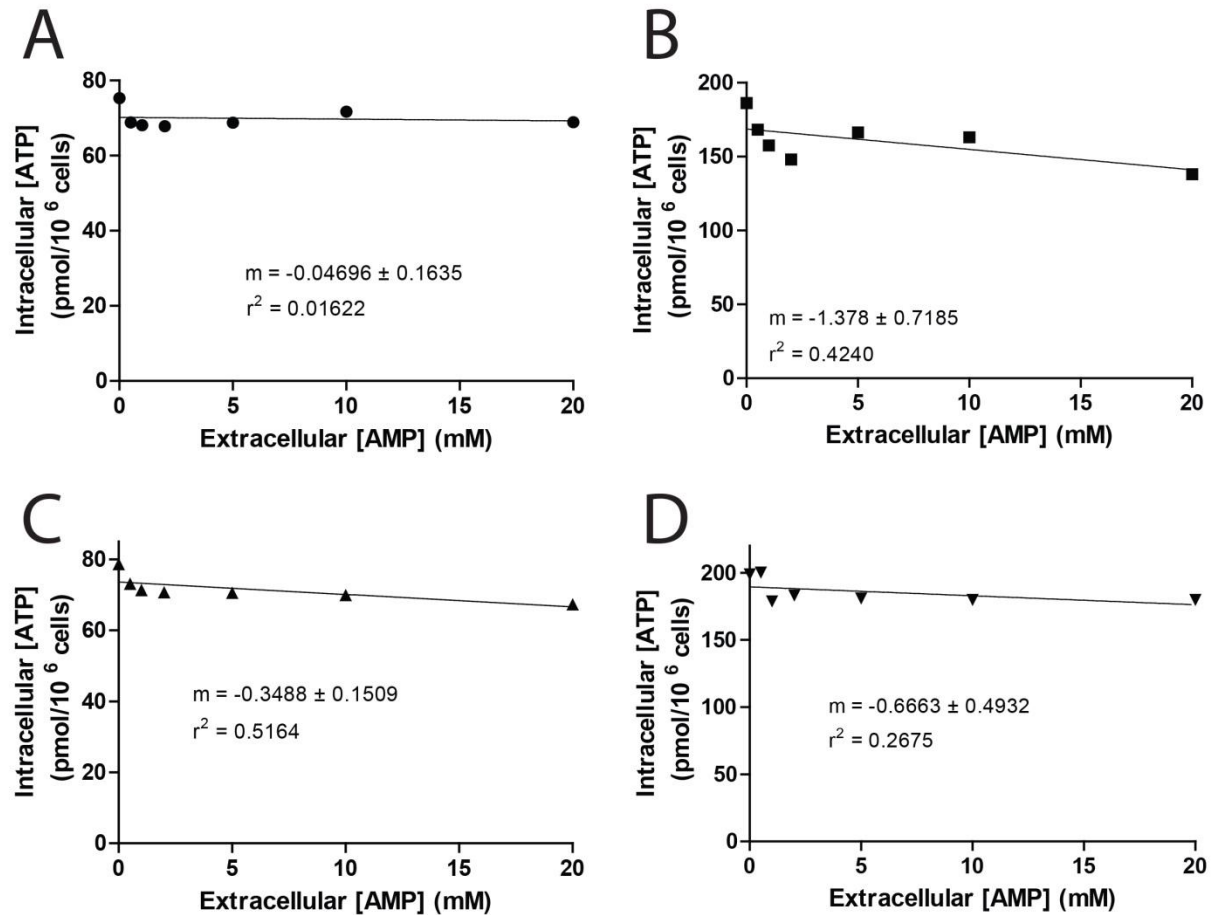 A
Intracellular [ATP]
(pmol/10 ⁶ cells)
80
60
40
20
0
m = -0.04696 ± 0.1635
r² = 0.01622
0 5 10 15 20
Extracellular [AMP] (mM)
B
Intracellular [ATP]
(pmol/10 ⁶ cells)
200
150
100
50
0
m = -1.378 ± 0.7185
r² = 0.4240
0 5 10 15 20
Extracellular [AMP] (mM)
C
Intracellular [ATP]
(pmol/10 ⁶ cells)
80
60
40
20
0
m = -0.3488 ± 0.1509
r² = 0.5164
0 5 10 15 20
Extracellular [AMP] (mM)
D
Intracellular [ATP]
(pmol/10 ⁶ cells)
200
150
100
50
0
m = -0.6663 ± 0.4932
r² = 0.2675
0 5 10 15 20
Extracellular [AMP] (mM)